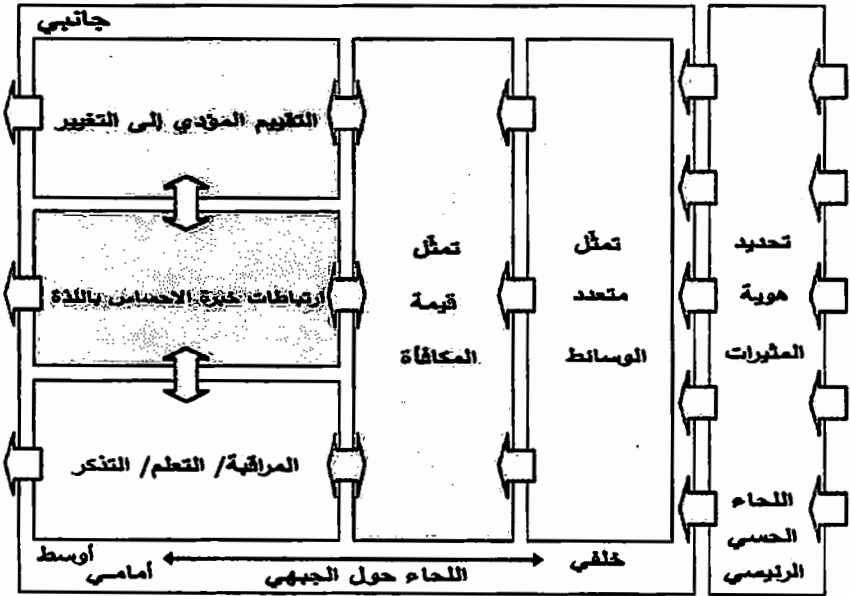 جانبي
التقييم المؤدي إلى التغيير
ارتباطات خبرة الاحساس باللذة
المراقبة/ التعلم/ التذكر
تمثّل
قيمة
المكافأة
تمثّل
متعدد
الوسائط
تحديد
هوية
المثيرات
اللحاء
الحسي
الرئيسي
أوسط
أمامي
اللحاء حول الجبهي
خلفي